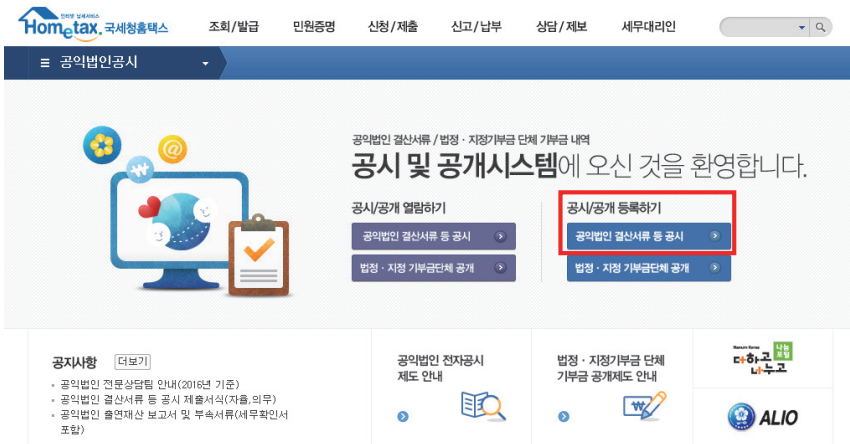 인터넷 납세서비스
Hometax. 국세청홈택스
조회/발급 민원증명 신청/제출 신고/납부 상담/제보 세무대리인
공익법인공시
공익법인 결산서류 / 법정 · 지정기부금 단체 기부금 내역
공시 및 공개시스템에 오신 것을 환영합니다.
공시/공개 열람하기
공익법인 결산서류 등 공시
법정 · 지정 기부금단체 공개
공시/공개 등록하기
공익법인 결산서류 등 공시
법정 · 지정 기부금단체 공개
공지사항 더보기
공익법인 전문상담팀 안내(2016년 기준)
공익법인 결산서류 등 공시 제출서식(자율,의무)
공익법인 출연재산 보고서 및 부속서류(세무확인서
포함)
공익법인 전자공시
제도 안내
법정 · 지정기부금 단체
기부금 공개제도 안내
Nanum Korea
더하고 나눔
나누고 포털
ALIO